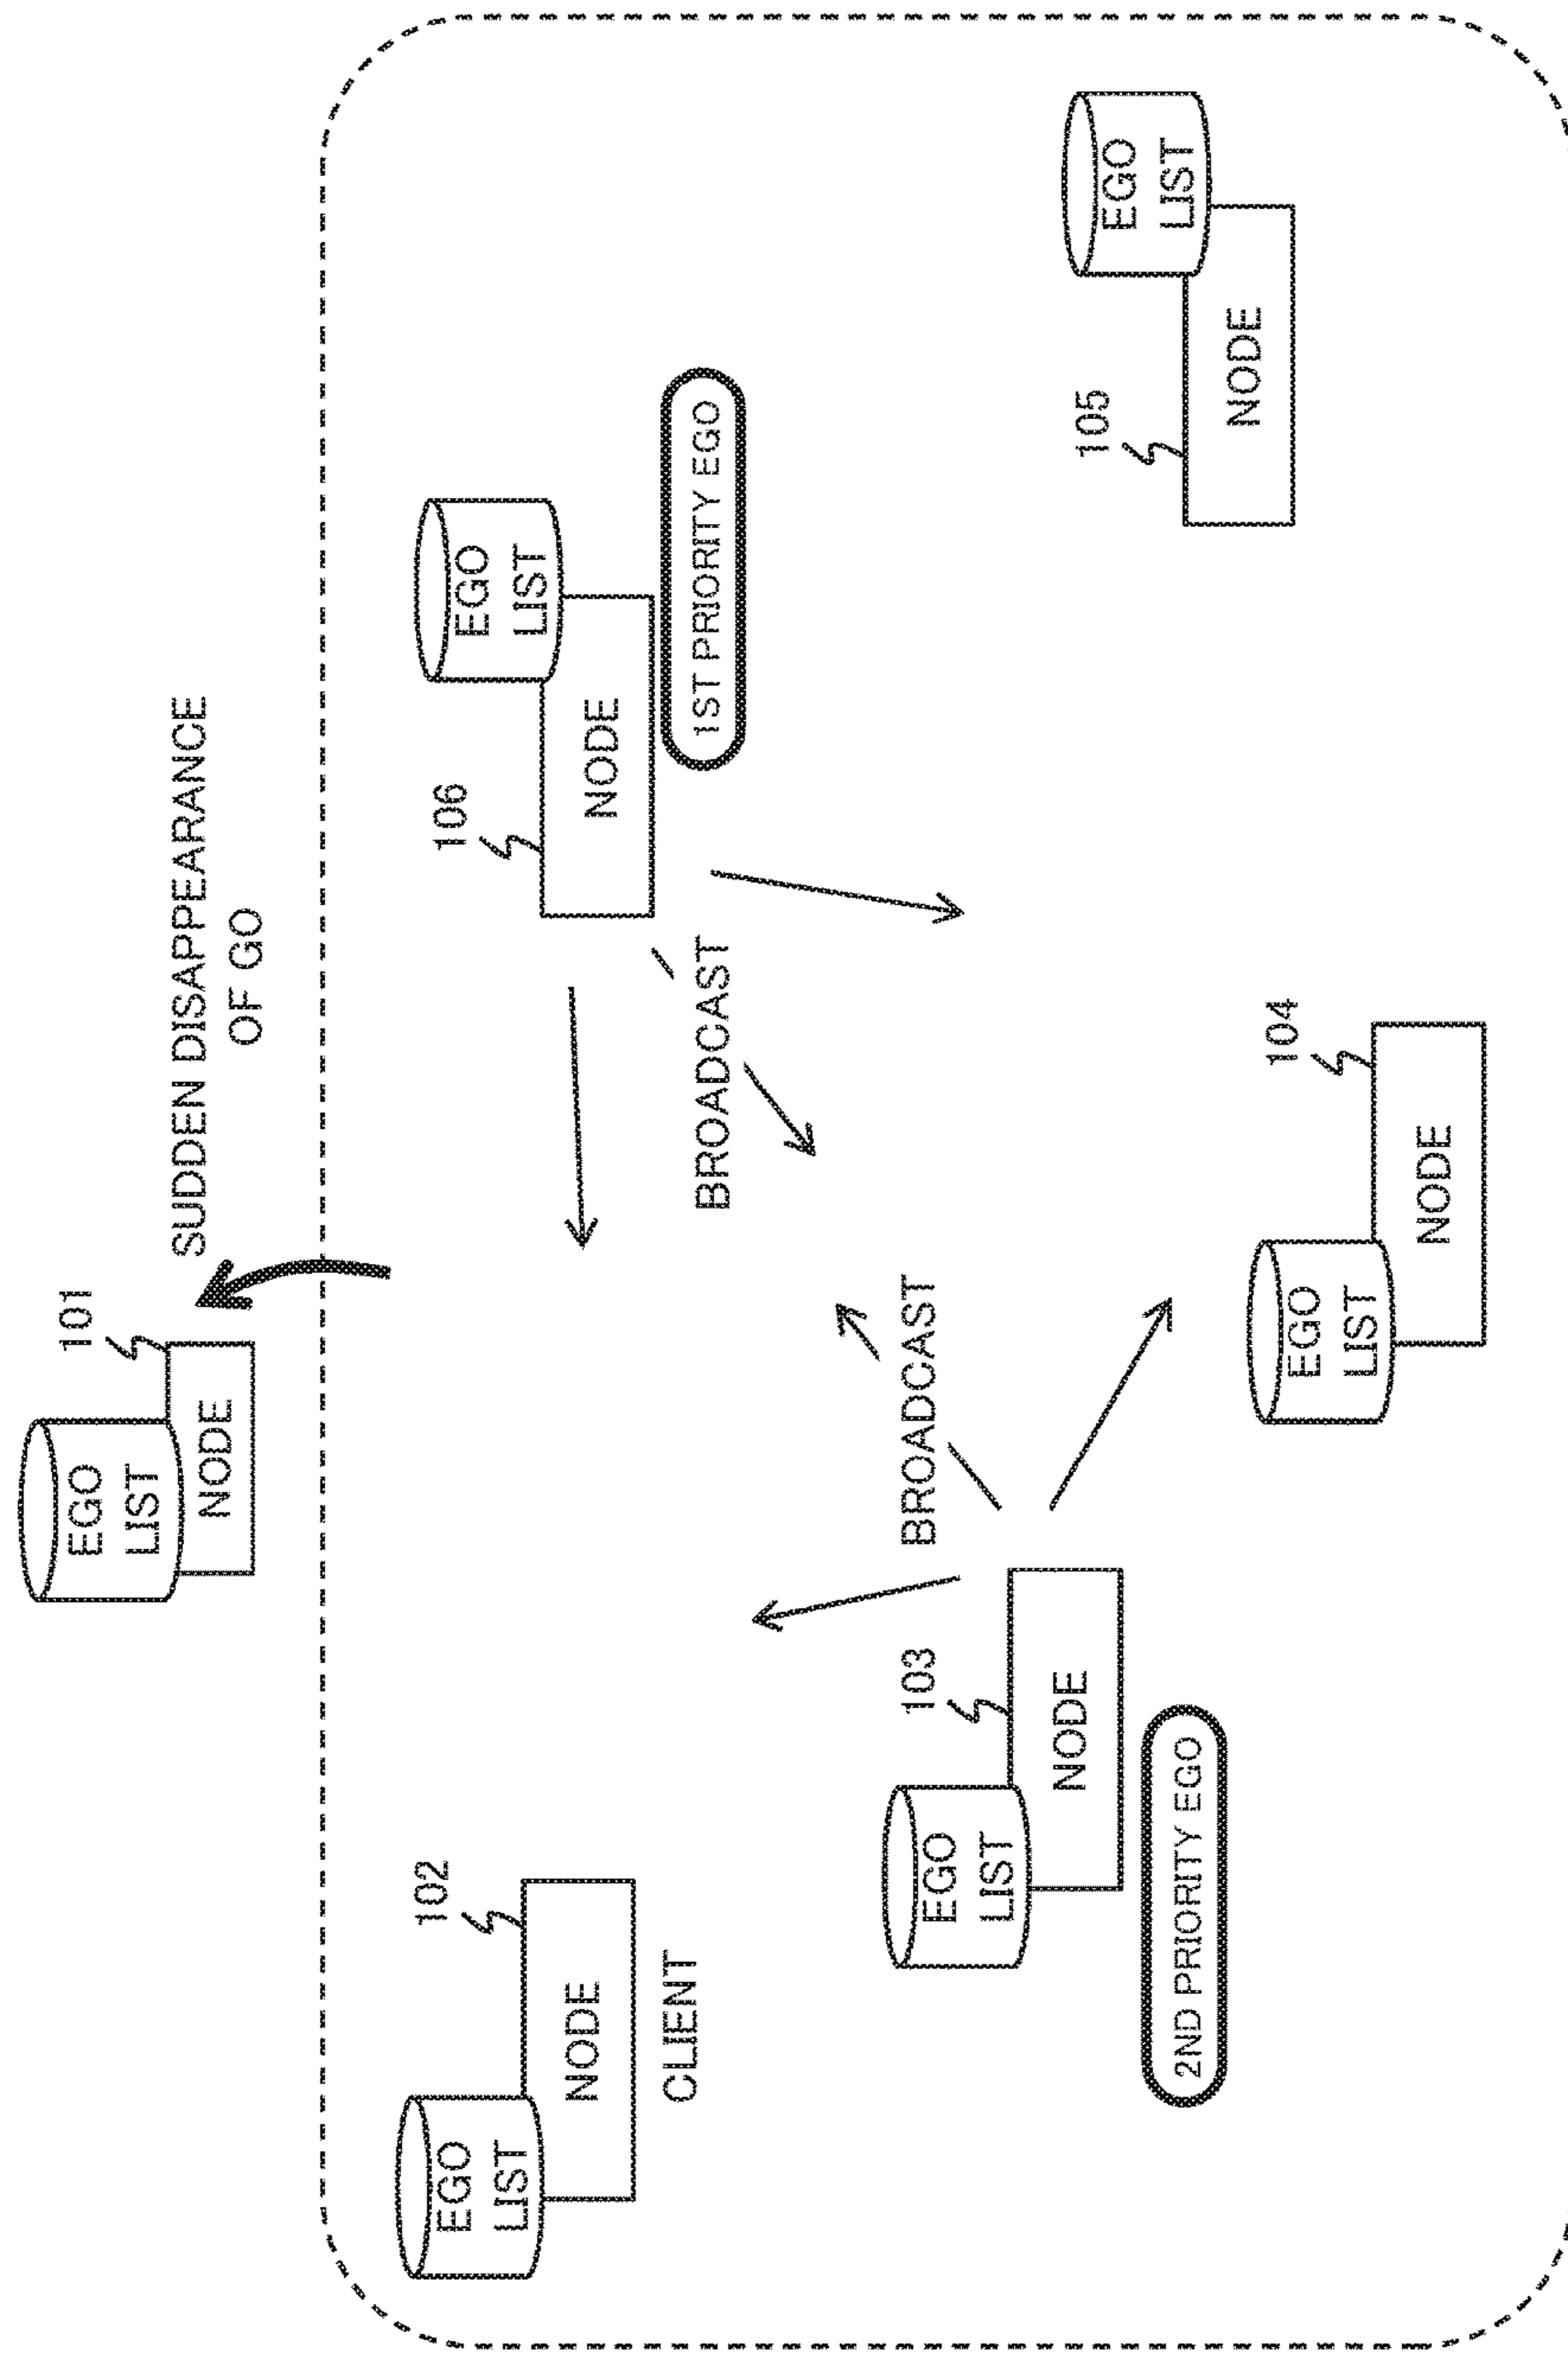 101
EGO
LIST
NODE
SUDDEN DISAPPEARANCE
OF GO
102
EGO
LIST
NODE
CLIENT
106
EGO
LIST
NODE
1ST PRIORITY EGO
BROADCAST
103
EGO
LIST
NODE
2ND PRIORITY EGO
BROADCAST
105
EGO
LIST
NODE
104
EGO
LIST
NODE